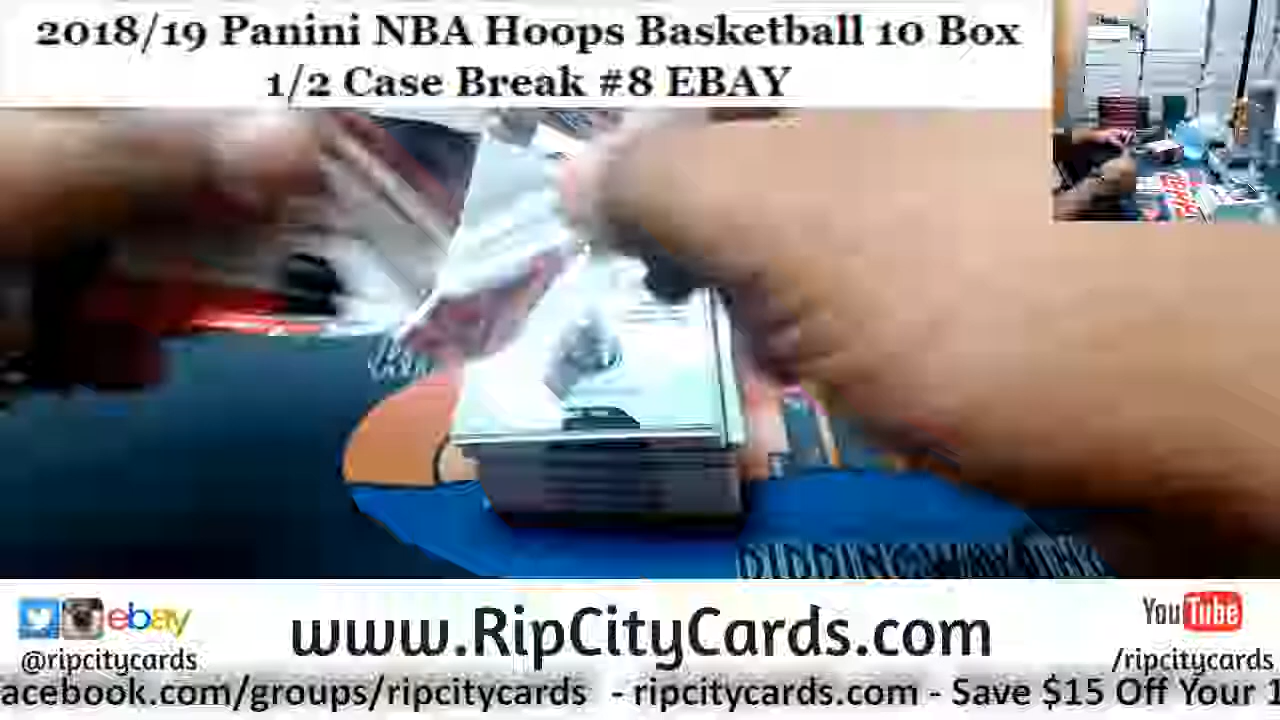 2018/19 Panini NBA Hoops Basketball 10 Box
1/2 Case Break #8 EBAY
ebay
www.RipCityCards.com
YouTube
@ripcitycards
/ripcitycards
acebook.com/groups/ripcitycards - ripcitycards.com - Save $15 Off Your 1